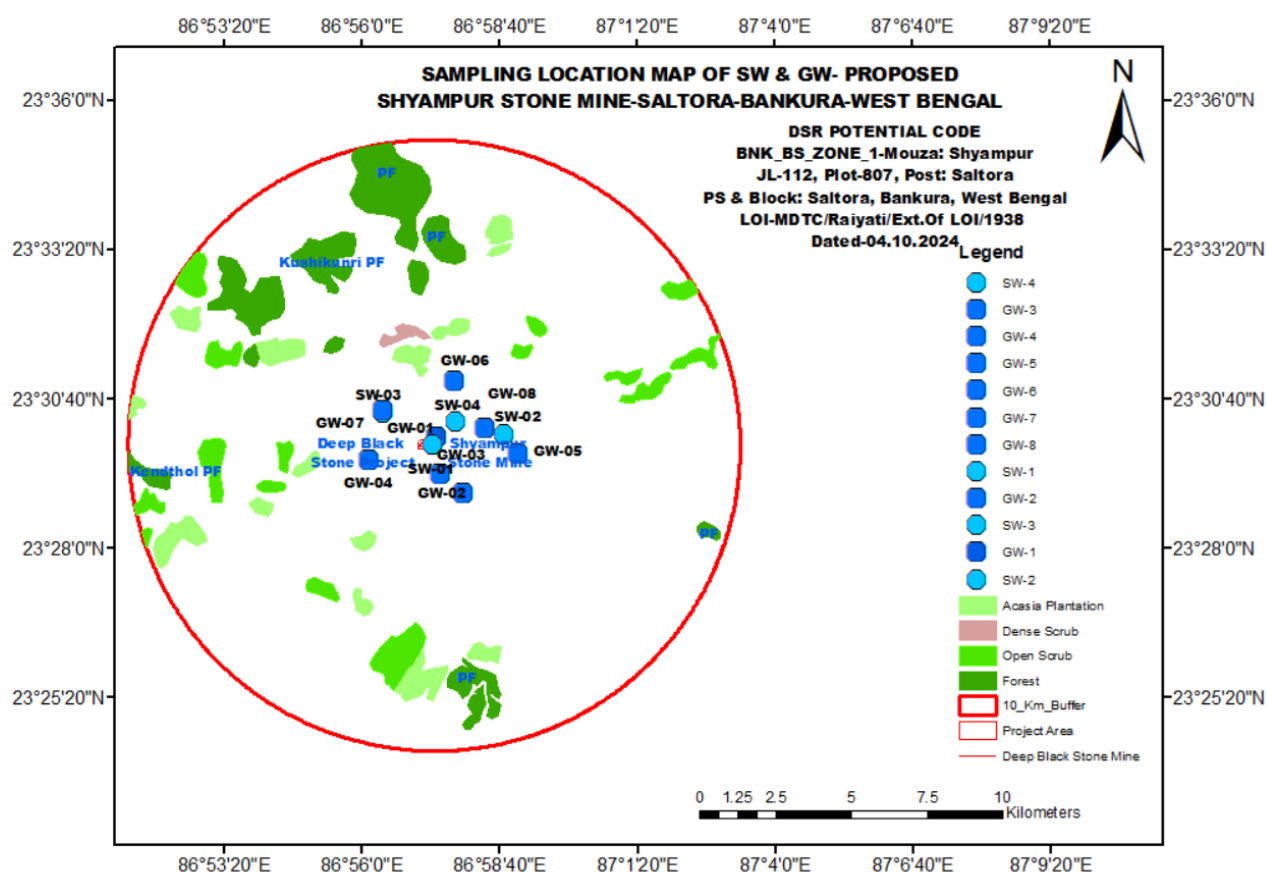 86°53'20"E 86°56'0"E 86°58'40"E 87°1'20"E 87°4'0"E 87°6'40"E 87°9'20"E
SAMPLING LOCATION MAP OF SW & GW- PROPOSED
SHYAMPUR STONE MINE-SALTORA-BANKURA-WEST BENGAL
N
23°36'0"N 23°36'0"N
DSR POTENTIAL CODE
BNK_BS_ZONE_1-Mouza: Shyampur
JL-112, Plot-807, Post: Saltora
PS & Block: Saltora, Bankura, West Bengal
LOI-MDTC/Raiyati/Ext.Of LOI/1938
Dated-04.10.2024
PF
PF
23°33'20"N 23°33'20"N
Kushikunri PF
Legend
SW-4
GW-3
GW-4
GW-5
GW-6
GW-7
GW-8
SW-1
GW-2
SW-3
GW-1
SW-2
Acasia Plantation
Dense Scrub
Open Scrub
Forest
10_Km_Buffer
Project Area
Deep Black Stone Mine
GW-06
23°30'40"N 23°30'40"N
SW-03 GW-08
SW-04 SW-02
GW-07 GW-01
Deep Black Shyampur
GW-03 GW-05
Stone Project Stone Mine
Kendthol PF SW-01
GW-04 GW-02
PF
23°28'0"N 23°28'0"N
PF
23°25'20"N 23°25'20"N
0 1.25 2.5 5 7.5 10
Kilometers
86°53'20"E 86°56'0"E 86°58'40"E 87°1'20"E 87°4'0"E 87°6'40"E 87°9'20"E